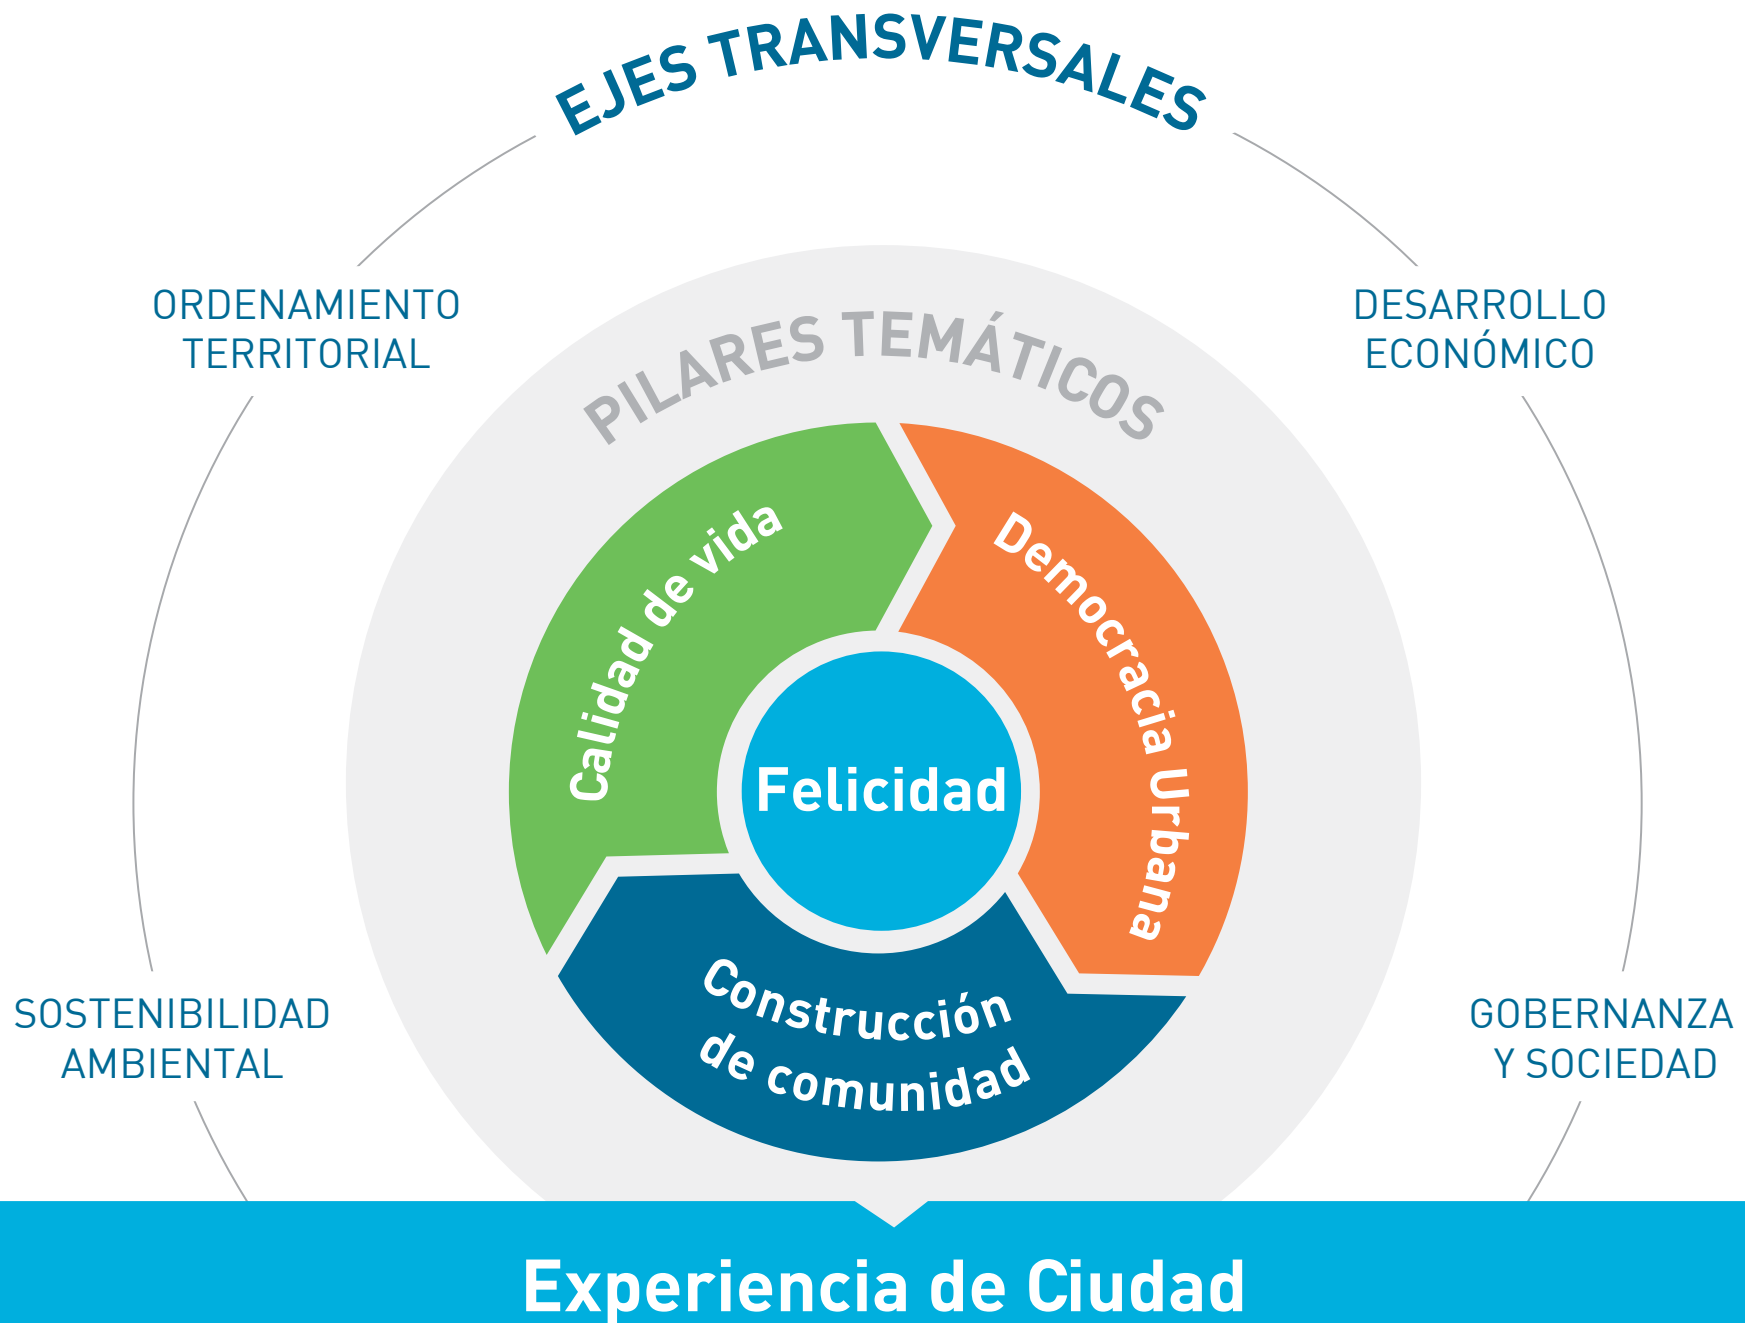 EJES TRANSVERSALES
ORDENAMIENTO
TERRITORIAL
DESARROLLO
ECONÓMICO
PILARES TEMÁTICOS
Calidad de vida
Democracia Urbana
Felicidad
Construcción
de comunidad
SOSTENIBILIDAD
AMBIENTAL
GOBERNANZA
Y SOCIEDAD
Experiencia de Ciudad